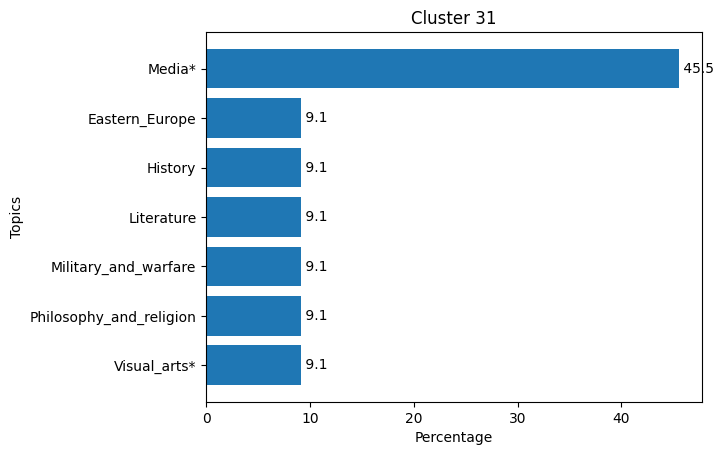 Cluster 31
Media* 45.5
Eastern_Europe 9.1
History 9.1
Literature 9.1
Military_and_warfare 9.1
Philosophy_and_religion 9.1
Visual_arts* 9.1
Topics
0 10 20 30 40
Percentage